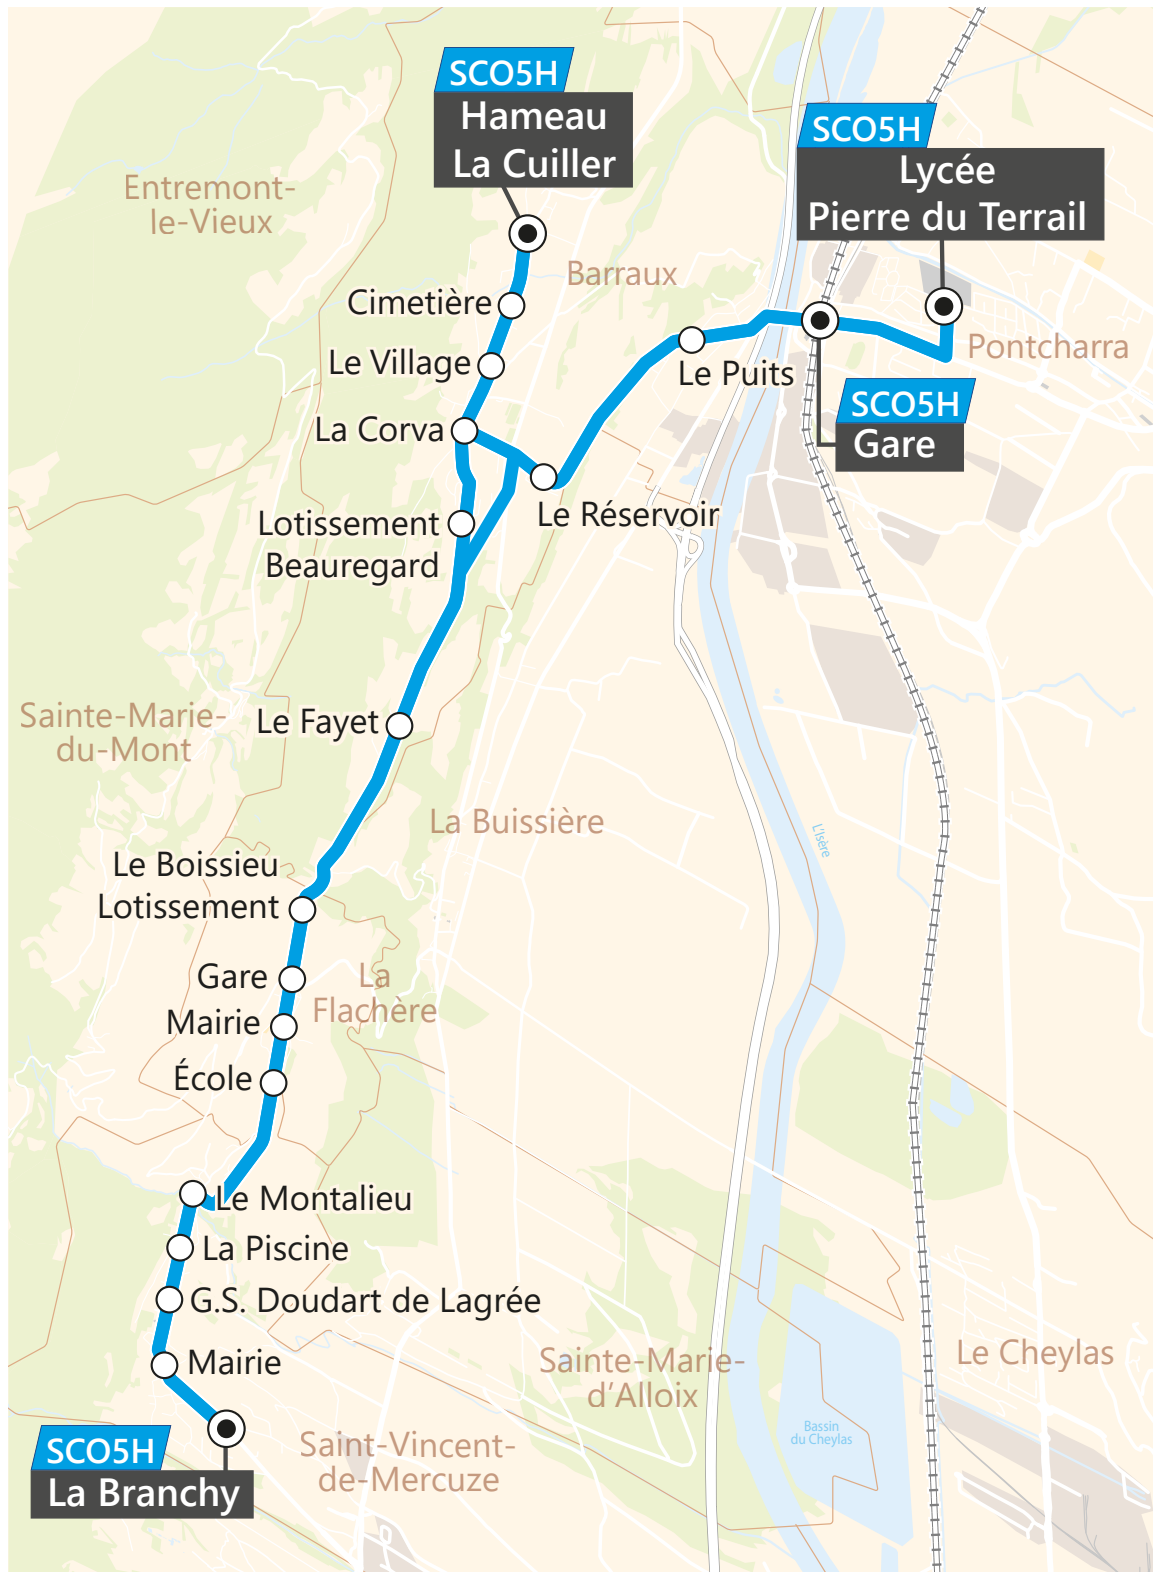 SCO5H
Hameau
La Cuiller
SCO5H
Lycée
Pierre du Terrail
Entremont-
le-Vieux
Barraux
Cimetière
Pontcharra
Le Village
Le Puits
SCO5H
Gare
La Corva
Le Réservoir
Lotissement
Beauregard
Sainte-Marie-
du-Mont
Le Fayet
La Buissière
L'Isère
Le Boissieu
Lotissement
Gare
La
Flachère
Mairie
École
Le Montalieu
La Piscine
G.S. Doudart de Lagrée
Mairie
Sainte-Marie-
d'Alloix
Le Cheylas
Bassin
du Cheylas
Saint-Vincent-
de-Mercuze
SCO5H
La Branchy